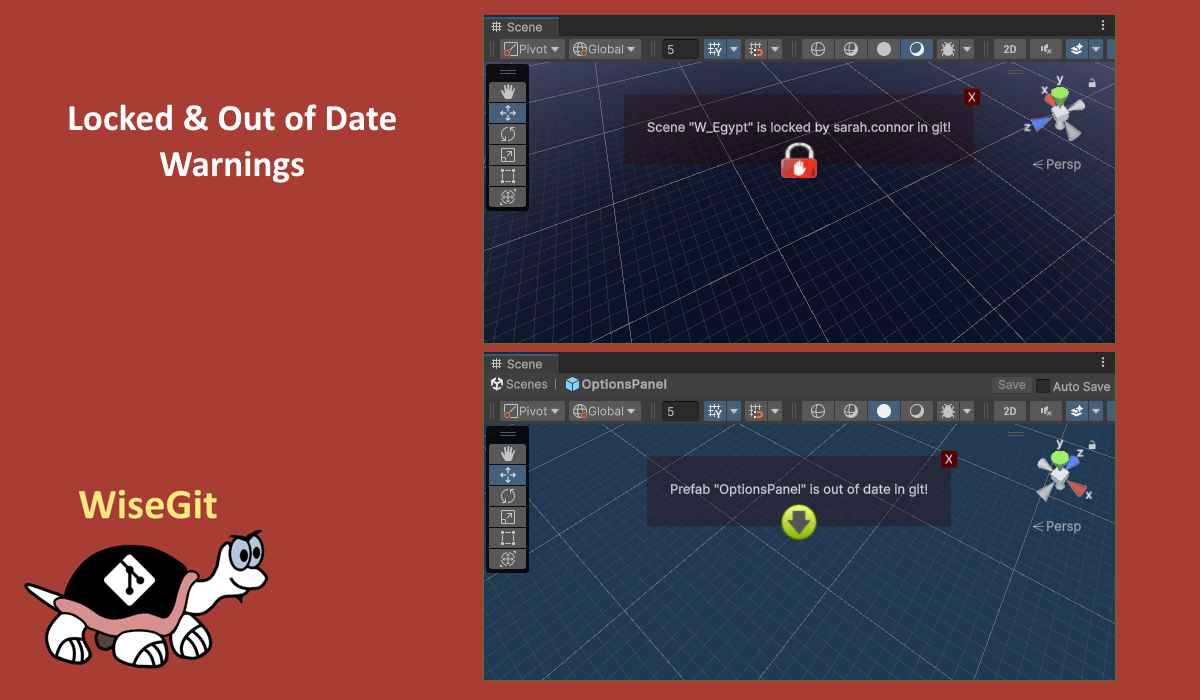 Locked & Out of Date
Warnings
WiseGit
Scene
Pivot Global 5 2D
X
Scene "W_Egypt" is locked by sarah.connor in git!
y
x
z
Persp
Scene
Scenes | OptionsPanel Save Auto Save
Pivot Global 5 2D
X
Prefab "OptionsPanel" is out of date in git!
y
z
x
Persp